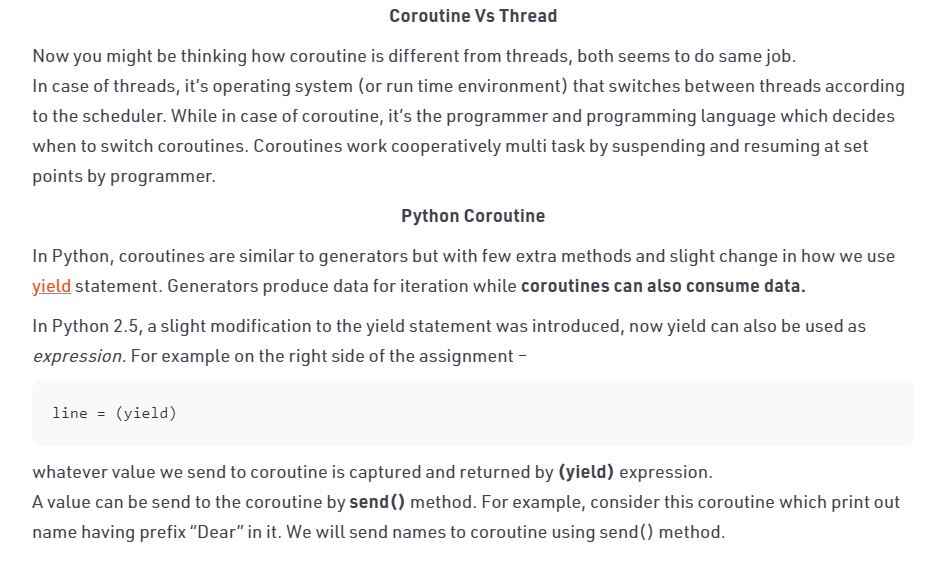 Coroutine Vs Thread
Now you might be thinking how coroutine is different from threads, both seems to do same job.
In case of threads, it's operating system (or run time environment) that switches between threads according
to the scheduler. While in case of coroutine, it's the programmer and programming language which decides
when to switch coroutines. Coroutines work cooperatively multi task by suspending and resuming at set
points by programmer.
Python Coroutine
In Python, coroutines are similar to generators but with few extra methods and slight change in how we use
yield statement. Generators produce data for iteration while coroutines can also consume data.
In Python 2.5, a slight modification to the yield statement was introduced, now yield can also be used as
expression. For example on the right side of the assignment –
line = (yield)
whatever value we send to coroutine is captured and returned by (yield) expression.
A value can be send to the coroutine by send() method. For example, consider this coroutine which print out
name having prefix “Dear” in it. We will send names to coroutine using send() method.